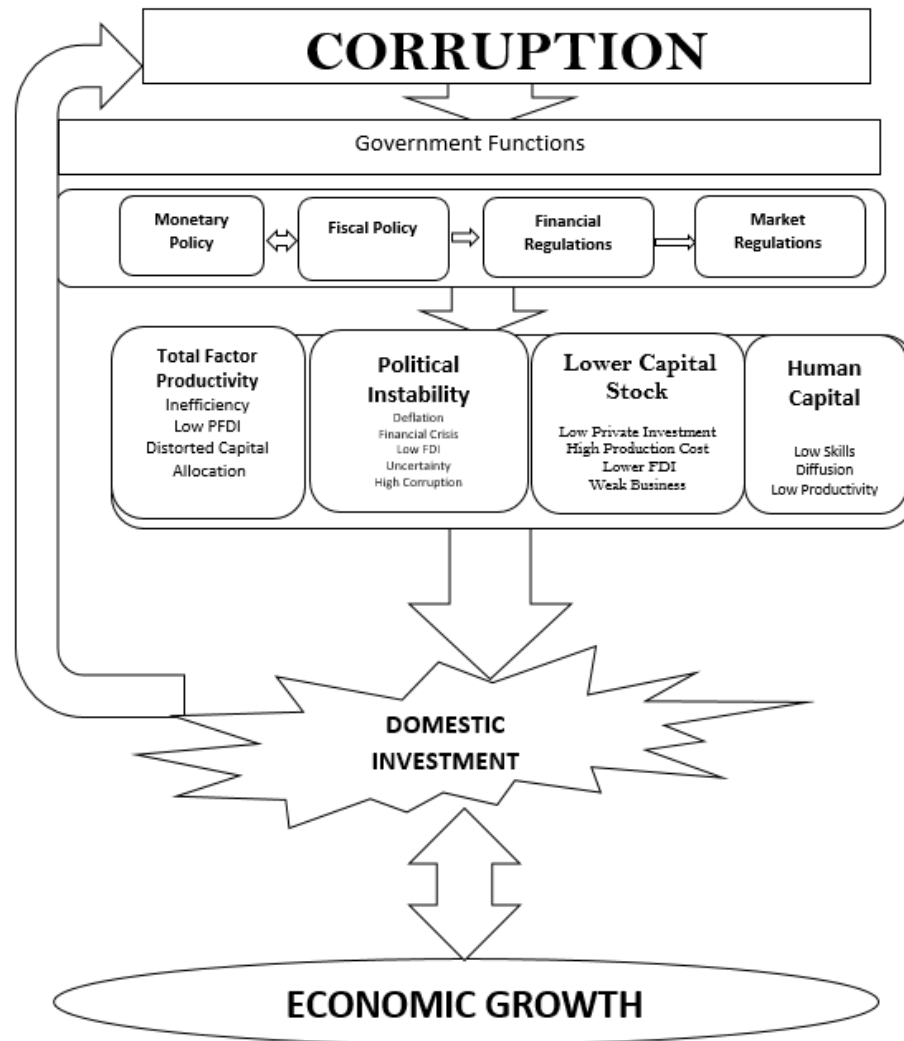 CORRUPTION
Government Functions
Monetary
Policy
Fiscal Policy
Financial
Regulations
Market
Regulations
Total Factor
Productivity
Inefficiency
Low PFDI
Distorted Capital
Allocation
Political
Instability
Deflation
Financial Crisis
Low FDI
Uncertainty
High Corruption
Lower Capital
Stock
Low Private Investment
High Production Cost
Lower FDI
Weak Business
Human
Capital
Low Skills
Diffusion
Low Productivity
DOMESTIC
INVESTMENT
ECONOMIC GROWTH